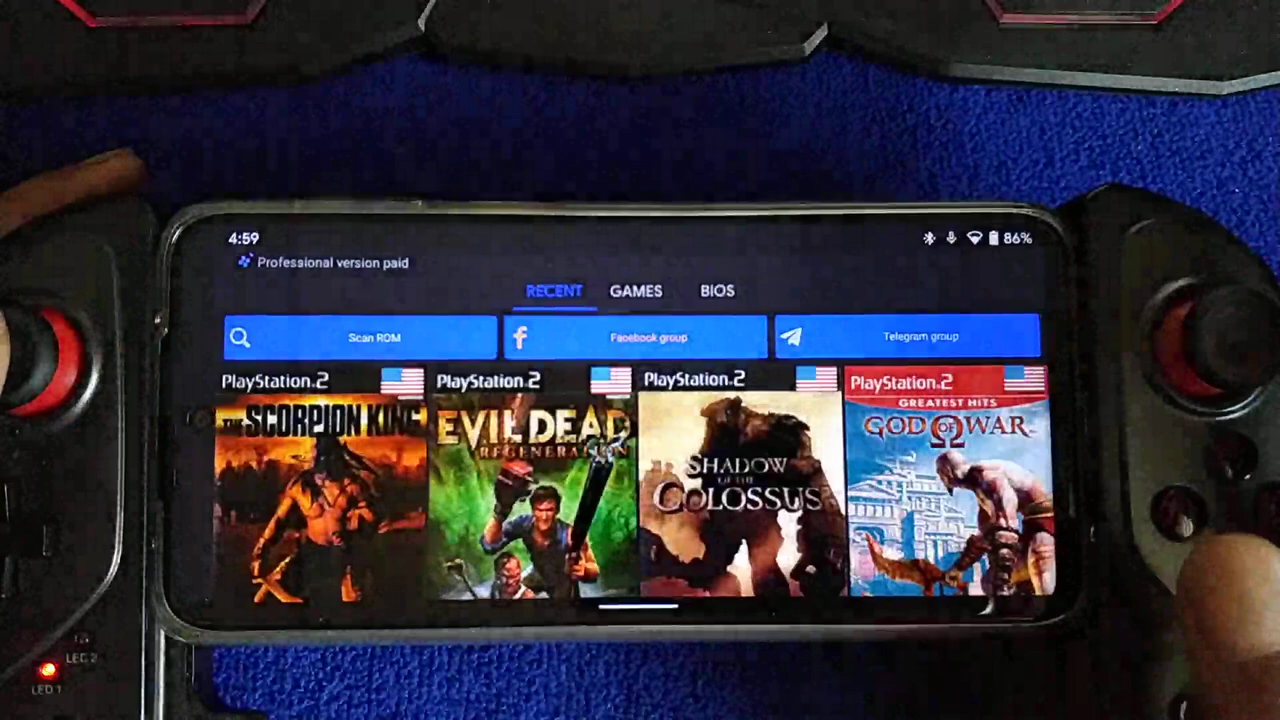 4:59
86%
Professional version paid
RECENT GAMES BIOS
Scan ROM
Facebook group
Telegram group
PlayStation.2
THE SCORPION KING
PlayStation.2
EVIL DEAD
REGENERATION
PlayStation.2
SHADOW
OF THE
COLOSSUS
PlayStation.2
GREATEST HITS
GOD OF WAR
LED 2
LED 1